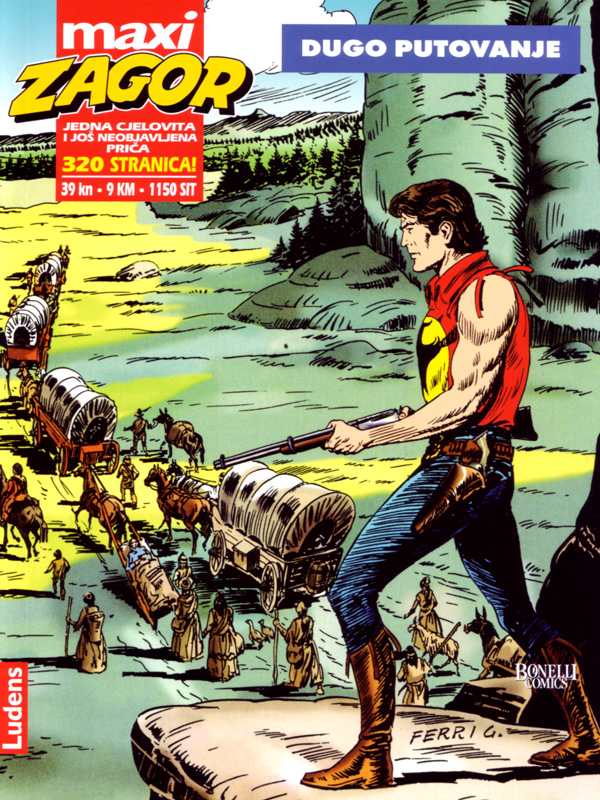 maxi
ZAGOR
JEDNA CJELOVITA
I JOŠ NEOBJAVLJENA
PRIČA
320 STRANICA!
39 kn • 9 KM • 1150 SIT
DUGO PUTOVANJE
BONELLI
COMICS
FERRI G.
Ludens